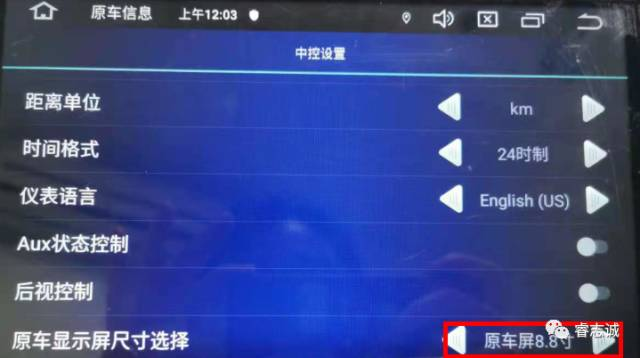 原车信息 上午12:03
中控设置
距离单位 km
时间格式 24时制
仪表语言 English (US)
Aux状态控制
后视控制
原车显示屏尺寸选择 原车屏8.8寸
睿志诚